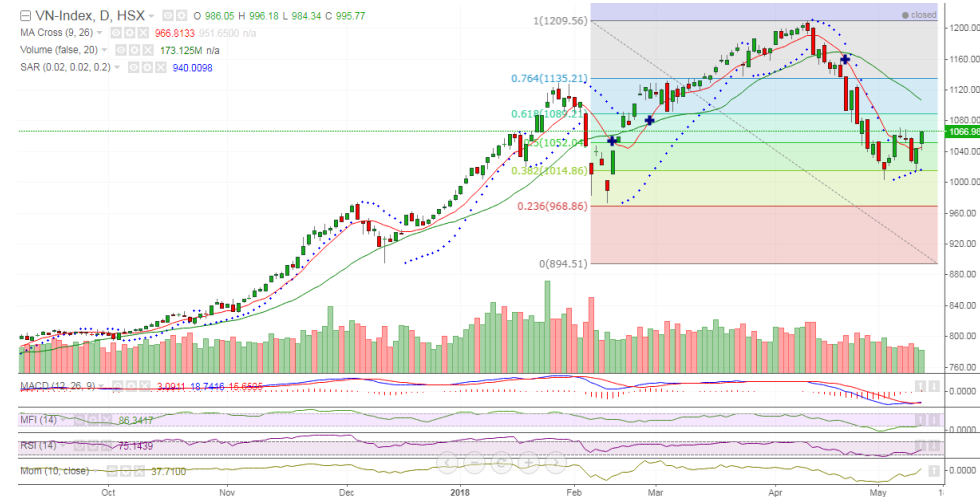 VN-Index, D, HSX O 986.05 H 996.18 L 984.34 C 995.77
MA Cross (9, 26) 966.8133 951.6500 n/a
Volume (false, 20) 173.125M n/a
SAR (0.02, 0.02, 0.2) 940.0098
closed
1(1209.56)
0.764(1135.21)
0.618(1089.21)
0.5(1052.04)
0.382(1014.86)
0.236(968.86)
0(894.51)
1200.00
1160.00
1120.00
1080.00
1066.98
1040.00
1000.00
960.00
920.00
880.00
840.00
800.00
760.00
MACD (12, 26, 9) 3.0911 18.7446 15.6535
0.0000
MFI (14) 86.3417
0.0000
RSI (14) 75.1439
0.0000
Mom (10, close) 37.7100
0.0000
Oct Nov Dec 2018 Feb Mar Apr May